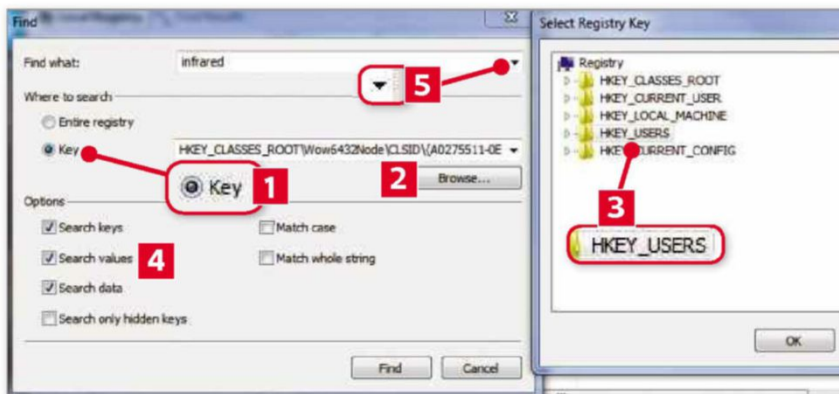 Find
Find what:
infrared
5
Where to search
Entire registry
Key
HKEY_CLASSES_ROOT\Wow6432Node\CLSID\{A0275511-0E
Key
1
2
Browse...
Options
Search keys
Match case
Search values
4
Match whole string
Search data
Search only hidden keys
Find
Cancel
Select Registry Key
Registry
HKEY_CLASSES_ROOT
HKEY_CURRENT_USER
HKEY_LOCAL_MACHINE
HKEY_USERS
HKEY_CURRENT_CONFIG
3
HKEY_USERS
OK